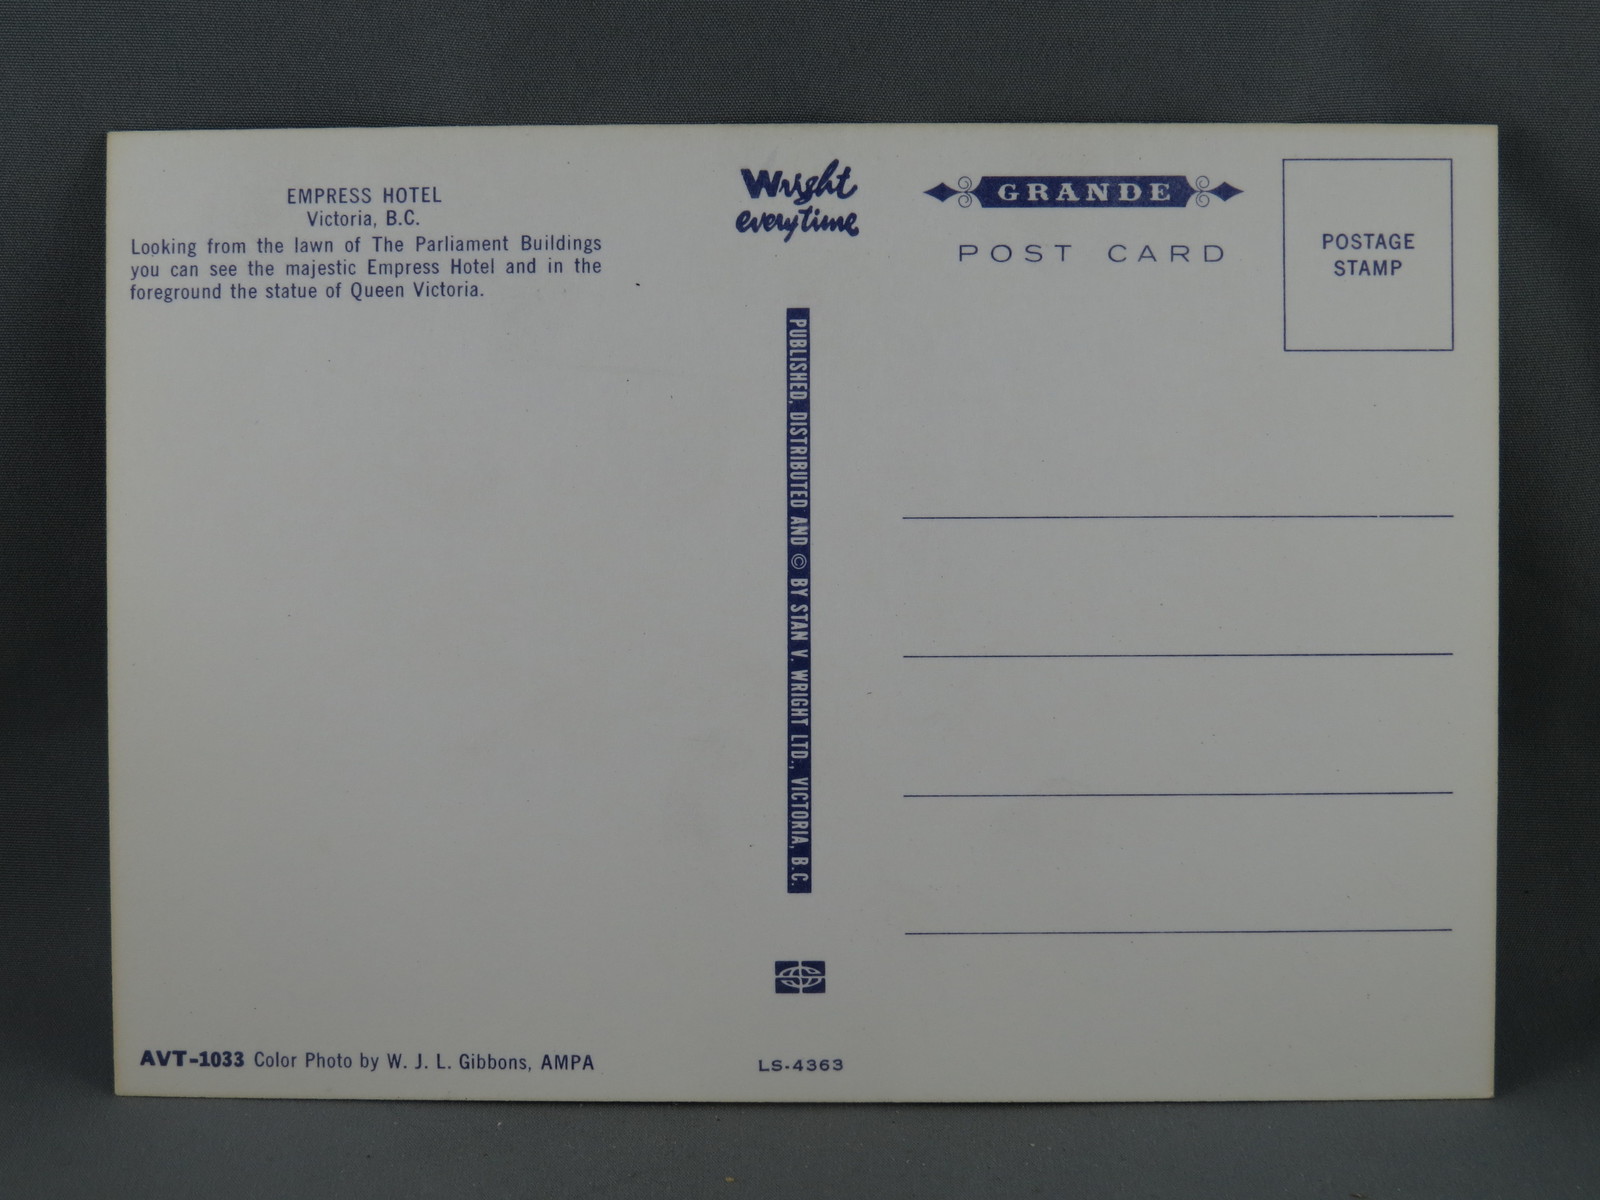 EMPRESS HOTEL
Victoria, B.C.
Looking from the lawn of The Parliament Buildings
you can see the majestic Empress Hotel and in the
foreground the statue of Queen Victoria.
AVT-1033 Color Photo by W. J. L. Gibbons, AMPA
Wright
everytime
PUBLISHED, DISTRIBUTED AND © BY STAN V. WRIGHT LTD., VICTORIA, B.C.
LS-4363
GRANDE
POST CARD
POSTAGE
STAMP